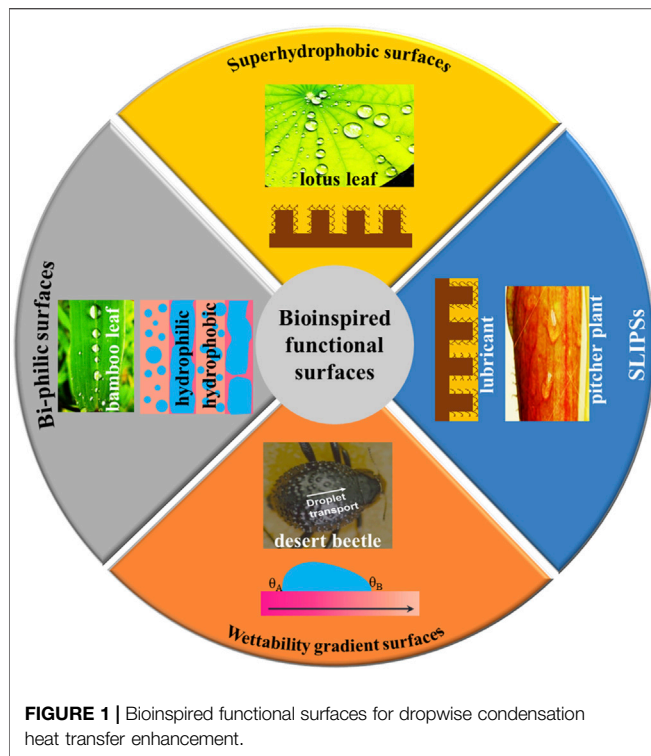 Superhydrophobic surfaces
lotus leaf
Bi-philic surfaces
bamboo leaf
hydrophilic
hydrophobic
Bioinspired
functional
surfaces
lubricant
pitcher plant
SLIPSs
Droplet
transport
desert beetle
θA
θB
Wettability gradient surfaces
FIGURE 1 | Bioinspired functional surfaces for dropwise condensation
heat transfer enhancement.